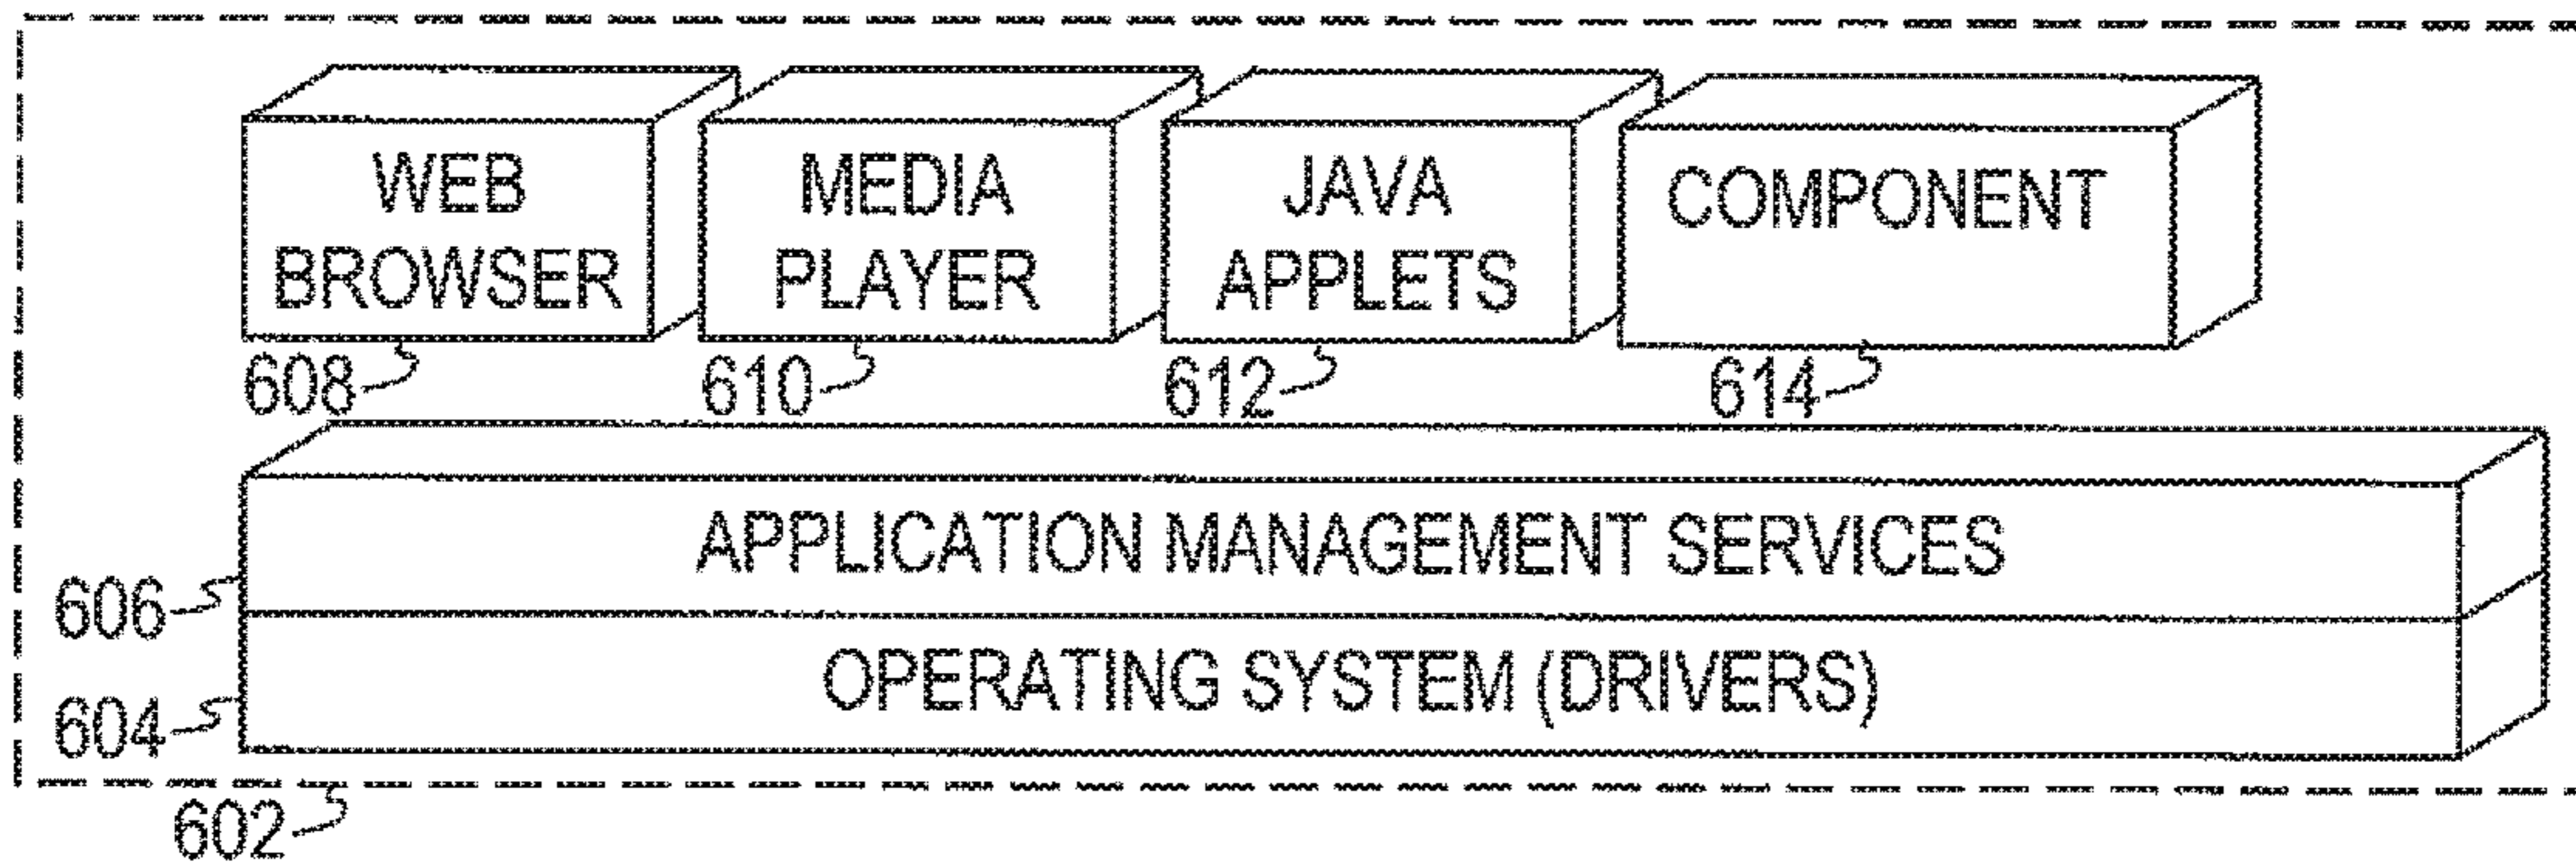 WEB
BROWSER
MEDIA
PLAYER
JAVA
APPLETS
COMPONENT
608
610
612
614
APPLICATION MANAGEMENT SERVICES
606
OPERATING SYSTEM (DRIVERS)
604
602